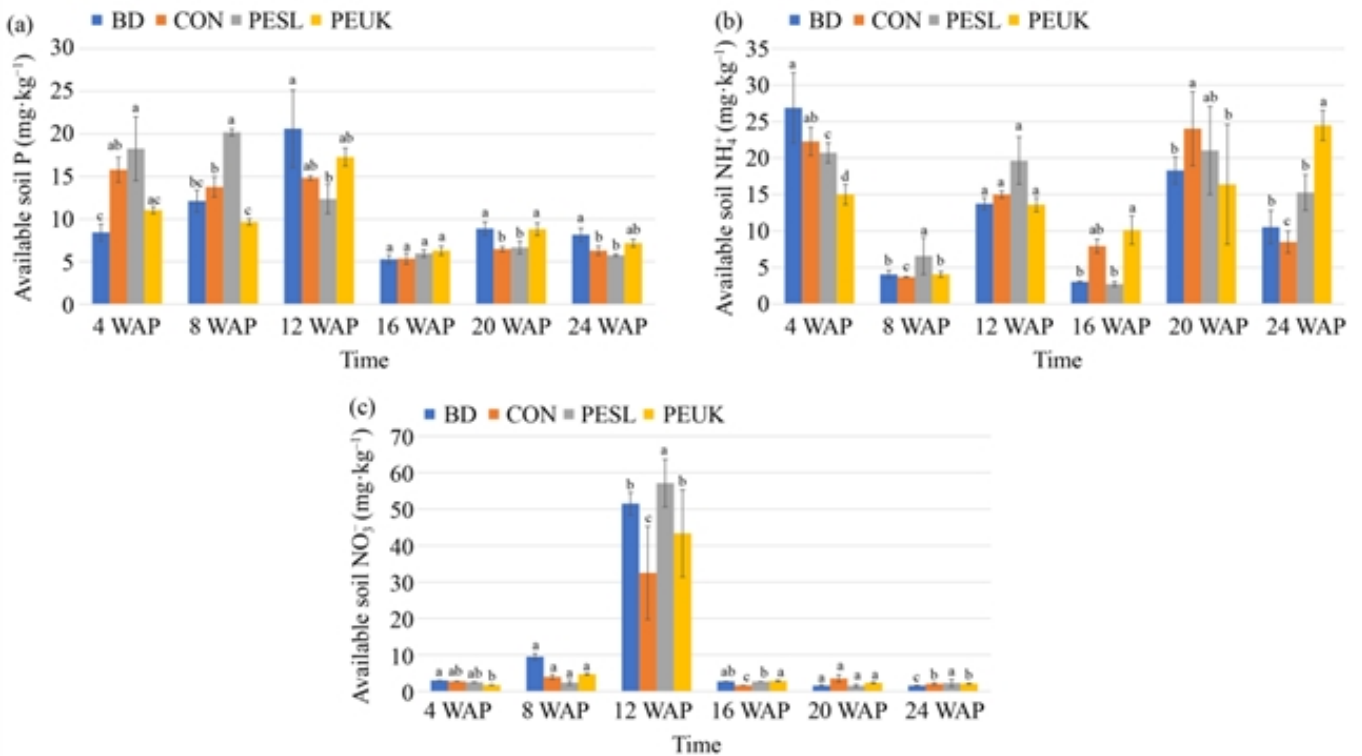 (a)
BD CON PESL PEUK
Available soil P (mg·kg⁻¹)
30
25
20
15
10
5
0
c ab a ac
bc b a b
a ab b ab
a a a a
a b b a
a b b ab
4 WAP 8 WAP 12 WAP 16 WAP 20 WAP 24 WAP
Time
(b)
BD CON PESL PEUK
Available soil NH₄⁺ (mg·kg⁻¹)
35
30
25
20
15
10
5
0
a ab c d
b c a b
a a a a
b ab b a
b a ab b
b c b a
4 WAP 8 WAP 12 WAP 16 WAP 20 WAP 24 WAP
Time
(c)
BD CON PESL PEUK
Available soil NO₃⁻ (mg·kg⁻¹)
70
60
50
40
30
20
10
0
a ab ab b
a a a a
b c a b
ab c b a
a a a a
c b a b
4 WAP 8 WAP 12 WAP 16 WAP 20 WAP 24 WAP
Time